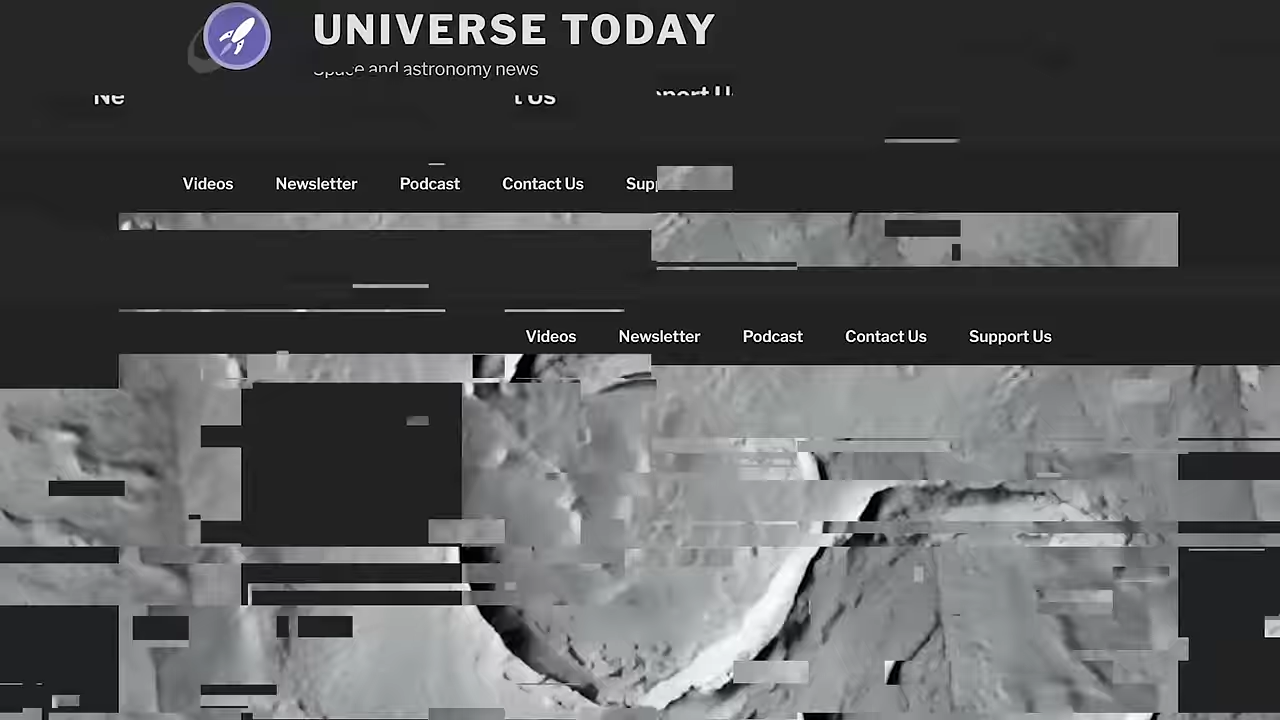 UNIVERSE TODAY
Space and astronomy news
Videos Newsletter Podcast Contact Us
Videos Newsletter Podcast Contact Us Support Us